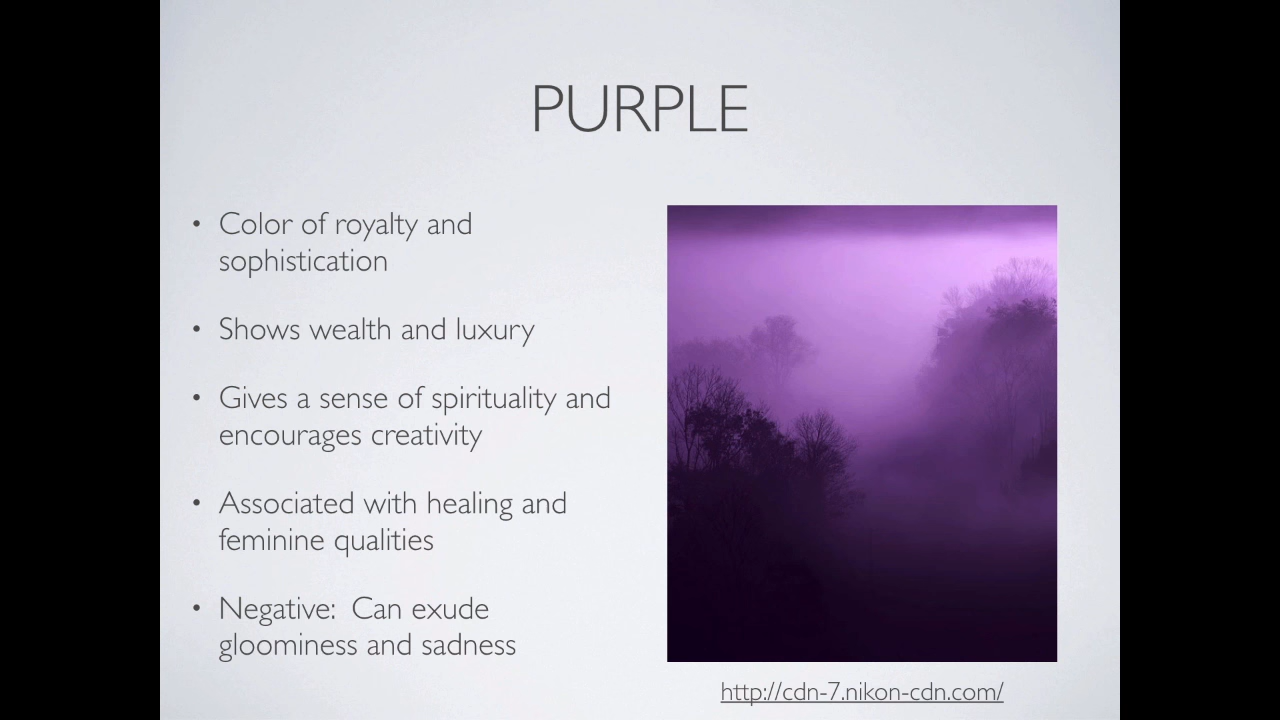 PURPLE
• Color of royalty and
sophistication
• Shows wealth and luxury
• Gives a sense of spirituality and
encourages creativity
• Associated with healing and
feminine qualities
• Negative:  Can exude
gloominess and sadness
http://cdn-7.nikon-cdn.com/